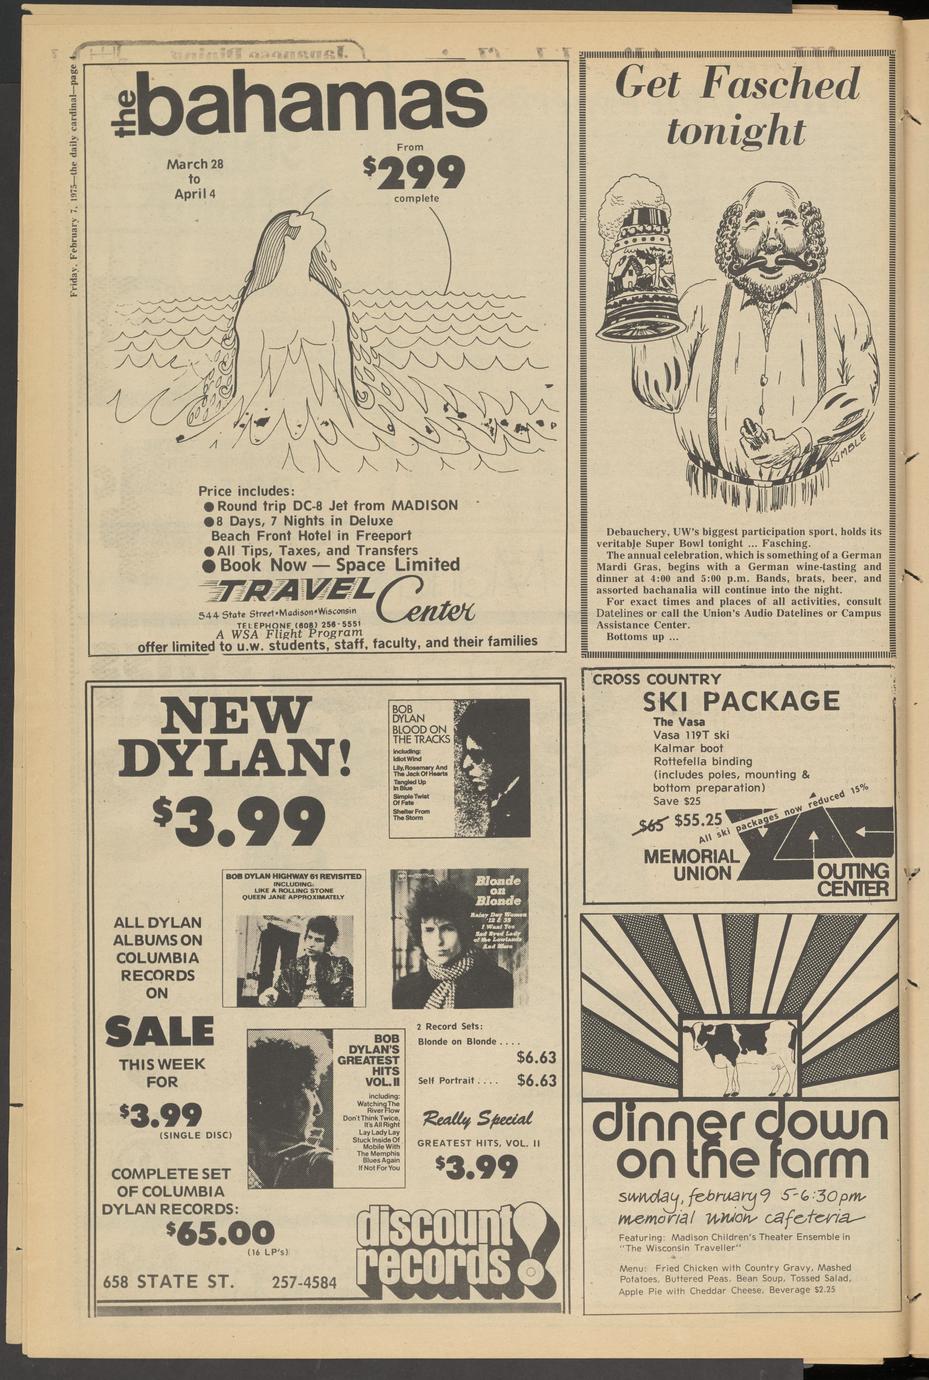 Friday, February 7, 1975—the daily cardinal—page
the bahamas
March 28
to
April 4
From
$299
complete
Price includes:
● Round trip DC-8 Jet from MADISON
● 8 Days, 7 Nights in Deluxe
Beach Front Hotel in Freeport
● All Tips, Taxes, and Transfers
● Book Now — Space Limited
TRAVEL Center
544 State Street•Madison•Wisconsin
TELEPHONE (608) 256-5551
A WSA Flight Program
offer limited to u.w. students, staff, faculty, and their families
Get Fasched
tonight
KIMBLE
Debauchery, UW's biggest participation sport, holds its
veritable Super Bowl tonight ... Fasching.
The annual celebration, which is something of a German
Mardi Gras, begins with a German wine-tasting and
dinner at 4:00 and 5:00 p.m. Bands, brats, beer, and
assorted bachanalia will continue into the night.
For exact times and places of all activities, consult
Datelines or call the Union's Audio Datelines or Campus
Assistance Center.
Bottoms up ...
NEW
DYLAN!
$3.99
BOB
DYLAN
BLOOD ON
THE TRACKS
including:
Idiot Wind
Lily, Rosemary And
The Jack Of Hearts
Tangled Up
In Blue
Simple Twist
Of Fate
Shelter From
The Storm
BOB DYLAN HIGHWAY 61 REVISITED
INCLUDING:
LIKE A ROLLING STONE
QUEEN JANE APPROXIMATELY
Blonde
on
Blonde
Rainy Day Women
12 & 35
I Want You
Sad Eyed Lady
of the Lowlands
And More
ALL DYLAN
ALBUMS ON
COLUMBIA
RECORDS
ON
SALE
THIS WEEK
FOR
$3.99
(SINGLE DISC)
COMPLETE SET
OF COLUMBIA
DYLAN RECORDS:
$65.00
(16 LP's)
BOB
DYLAN'S
GREATEST
HITS
VOL. II
including:
Watching The
River Flow
Don't Think Twice,
It's All Right
Lay Lady Lay
Stuck Inside Of
Mobile With
The Memphis
Blues Again
If Not For You
2 Record Sets:
Blonde on Blonde ....
$6.63
Self Portrait .... $6.63
Really Special
GREATEST HITS, VOL. II
$3.99
discount
records!
658 STATE ST. 257-4584
CROSS COUNTRY
SKI PACKAGE
The Vasa
Vasa 119T ski
Kalmar boot
Rottefella binding
(includes poles, mounting &
bottom preparation)
Save $25
$65 $55.25
All ski packages now reduced 15%
MEMORIAL
UNION
OUTING
CENTER
dinner down
on the farm
sunday, february 9 5-6:30 pm
memorial union cafeteria
Featuring: Madison Children's Theater Ensemble in
"The Wisconsin Traveller"
Menu: Fried Chicken with Country Gravy, Mashed
Potatoes, Buttered Peas, Bean Soup, Tossed Salad,
Apple Pie with Cheddar Cheese, Beverage $2.25